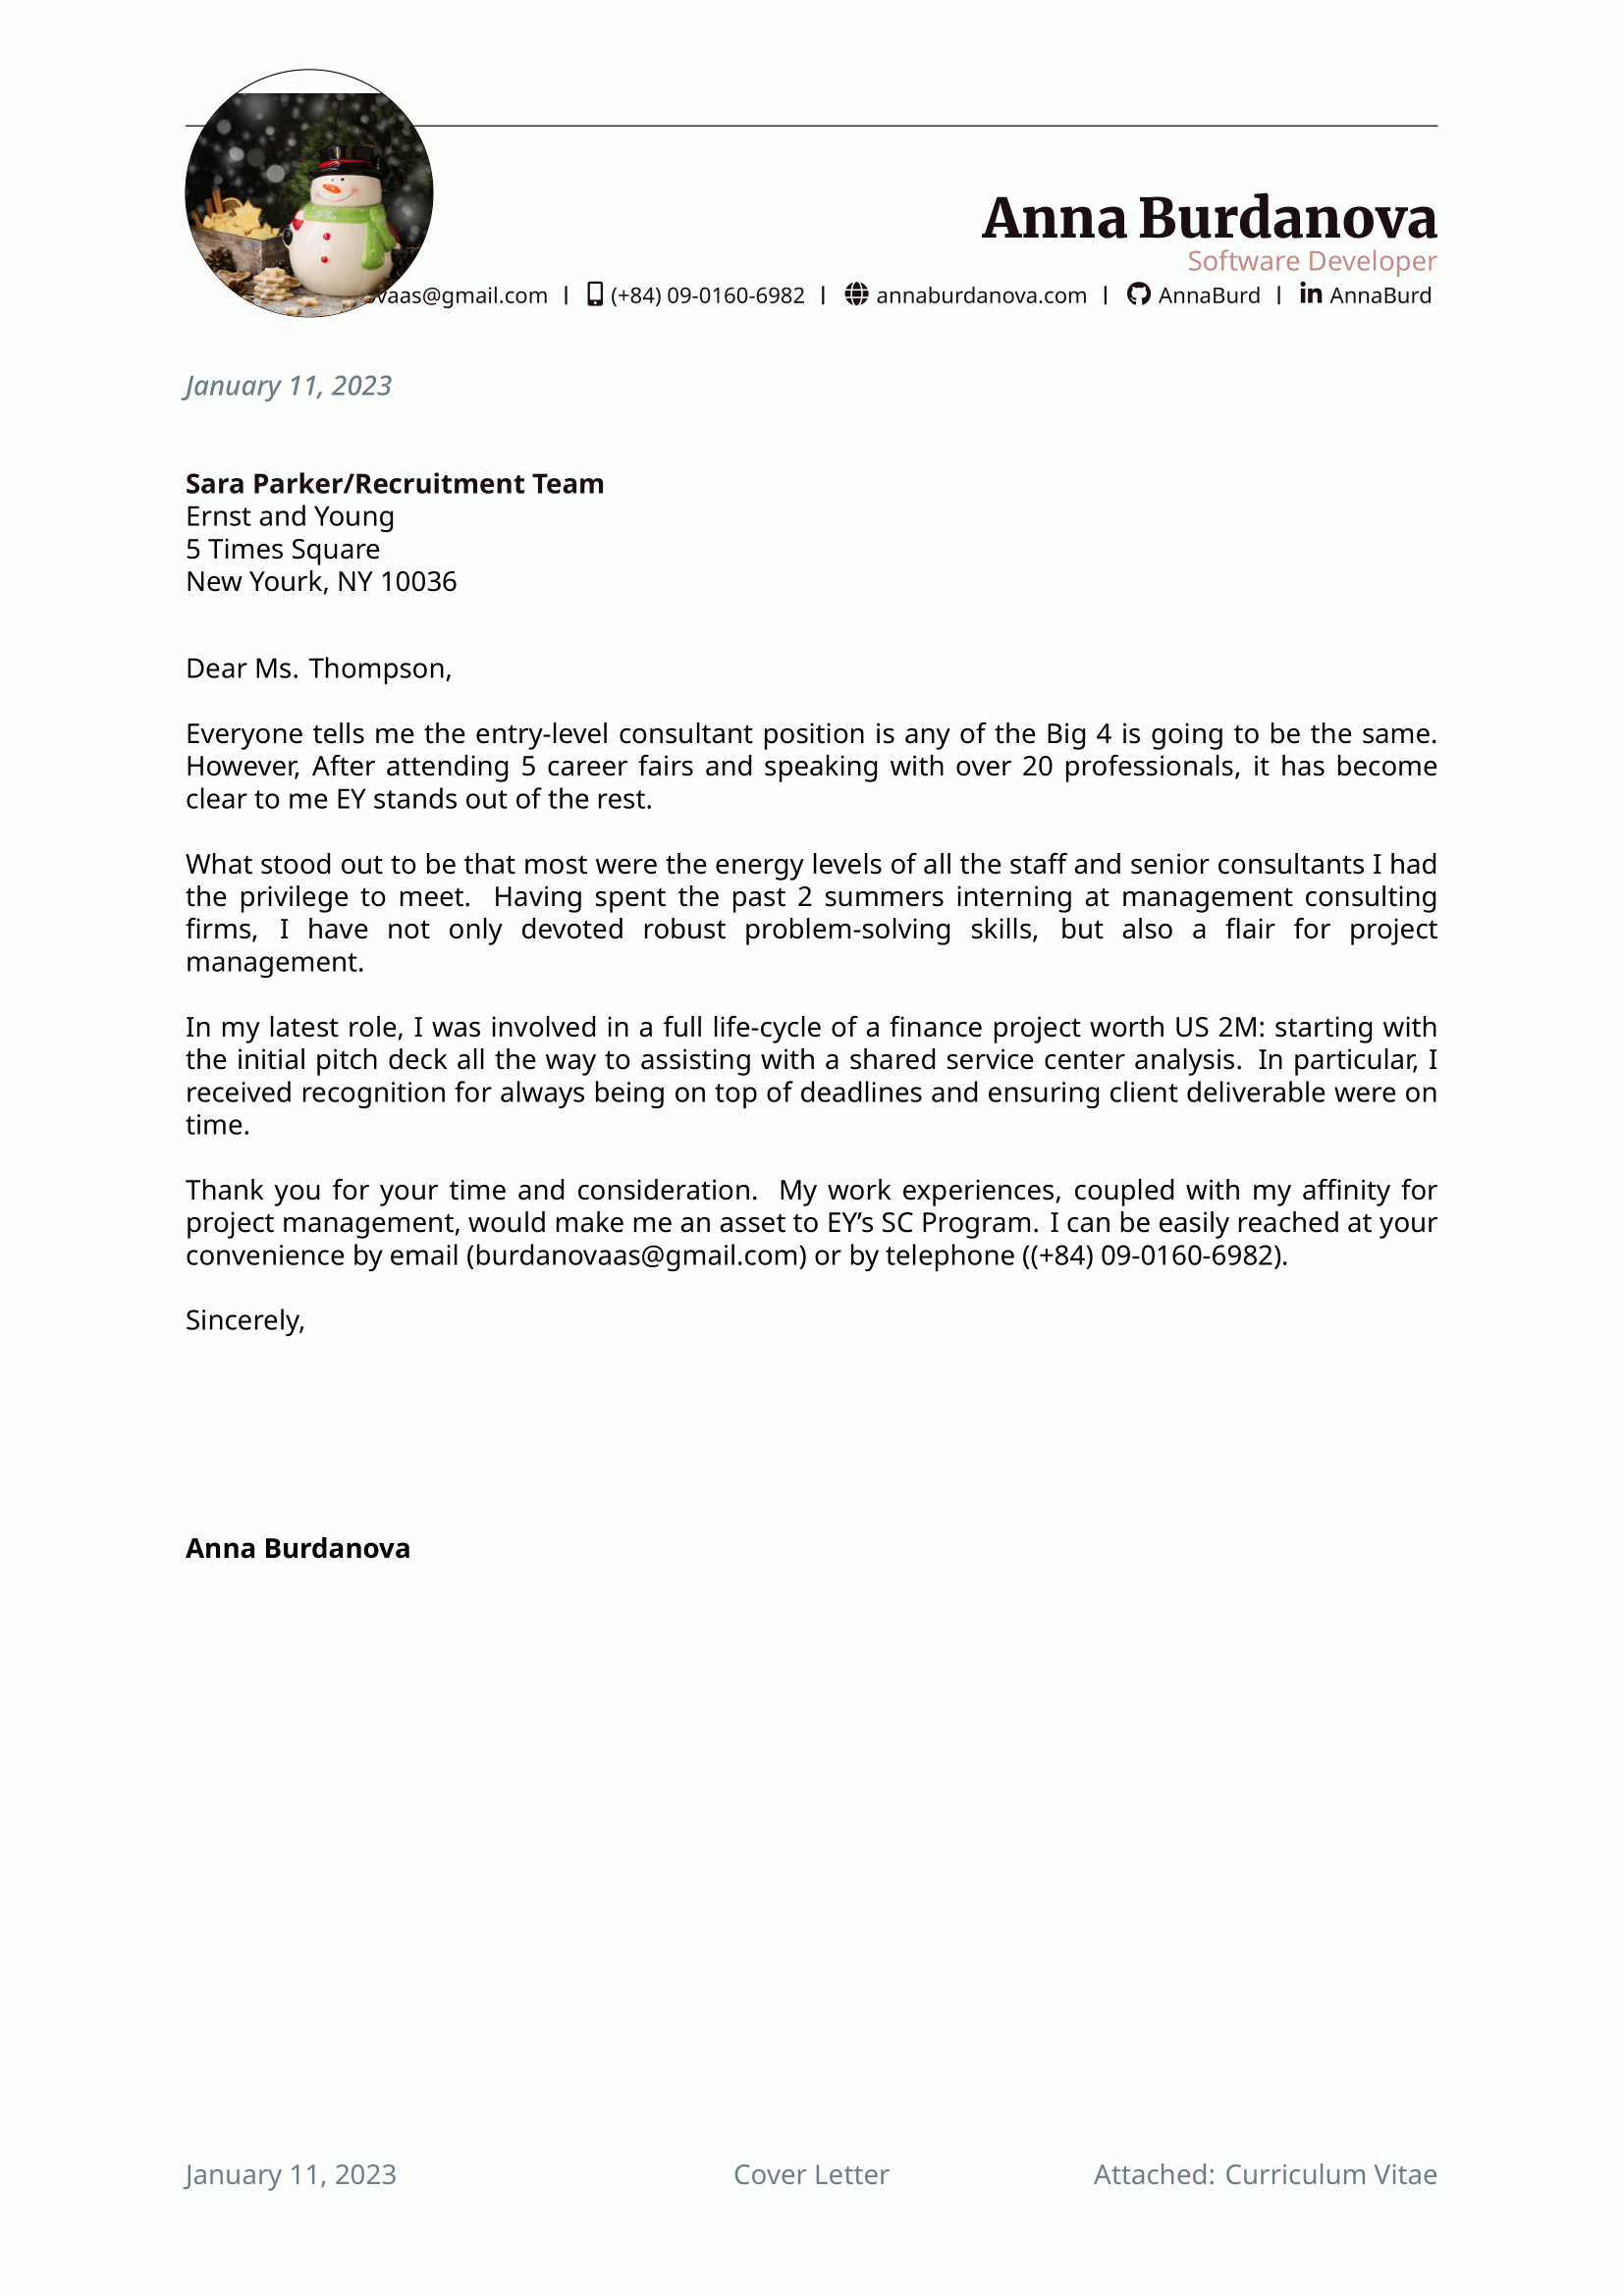 Anna Burdanova
Software Developer
vaas@gmail.com | (+84) 09-0160-6982 | annaburdanova.com | AnnaBurd | AnnaBurd
January 11, 2023
Sara Parker/Recruitment Team
Ernst and Young
5 Times Square
New Yourk, NY 10036
Dear Ms. Thompson,
Everyone tells me the entry-level consultant position is any of the Big 4 is going to be the same.
However, After attending 5 career fairs and speaking with over 20 professionals, it has become
clear to me EY stands out of the rest.
What stood out to be that most were the energy levels of all the staff and senior consultants I had
the privilege to meet. Having spent the past 2 summers interning at management consulting
firms, I have not only devoted robust problem-solving skills, but also a flair for project
management.
In my latest role, I was involved in a full life-cycle of a finance project worth US 2M: starting with
the initial pitch deck all the way to assisting with a shared service center analysis. In particular, I
received recognition for always being on top of deadlines and ensuring client deliverable were on
time.
Thank you for your time and consideration. My work experiences, coupled with my affinity for
project management, would make me an asset to EY’s SC Program. I can be easily reached at your
convenience by email (burdanovaas@gmail.com) or by telephone ((+84) 09-0160-6982).
Sincerely,
Anna Burdanova
January 11, 2023 Cover Letter Attached: Curriculum Vitae